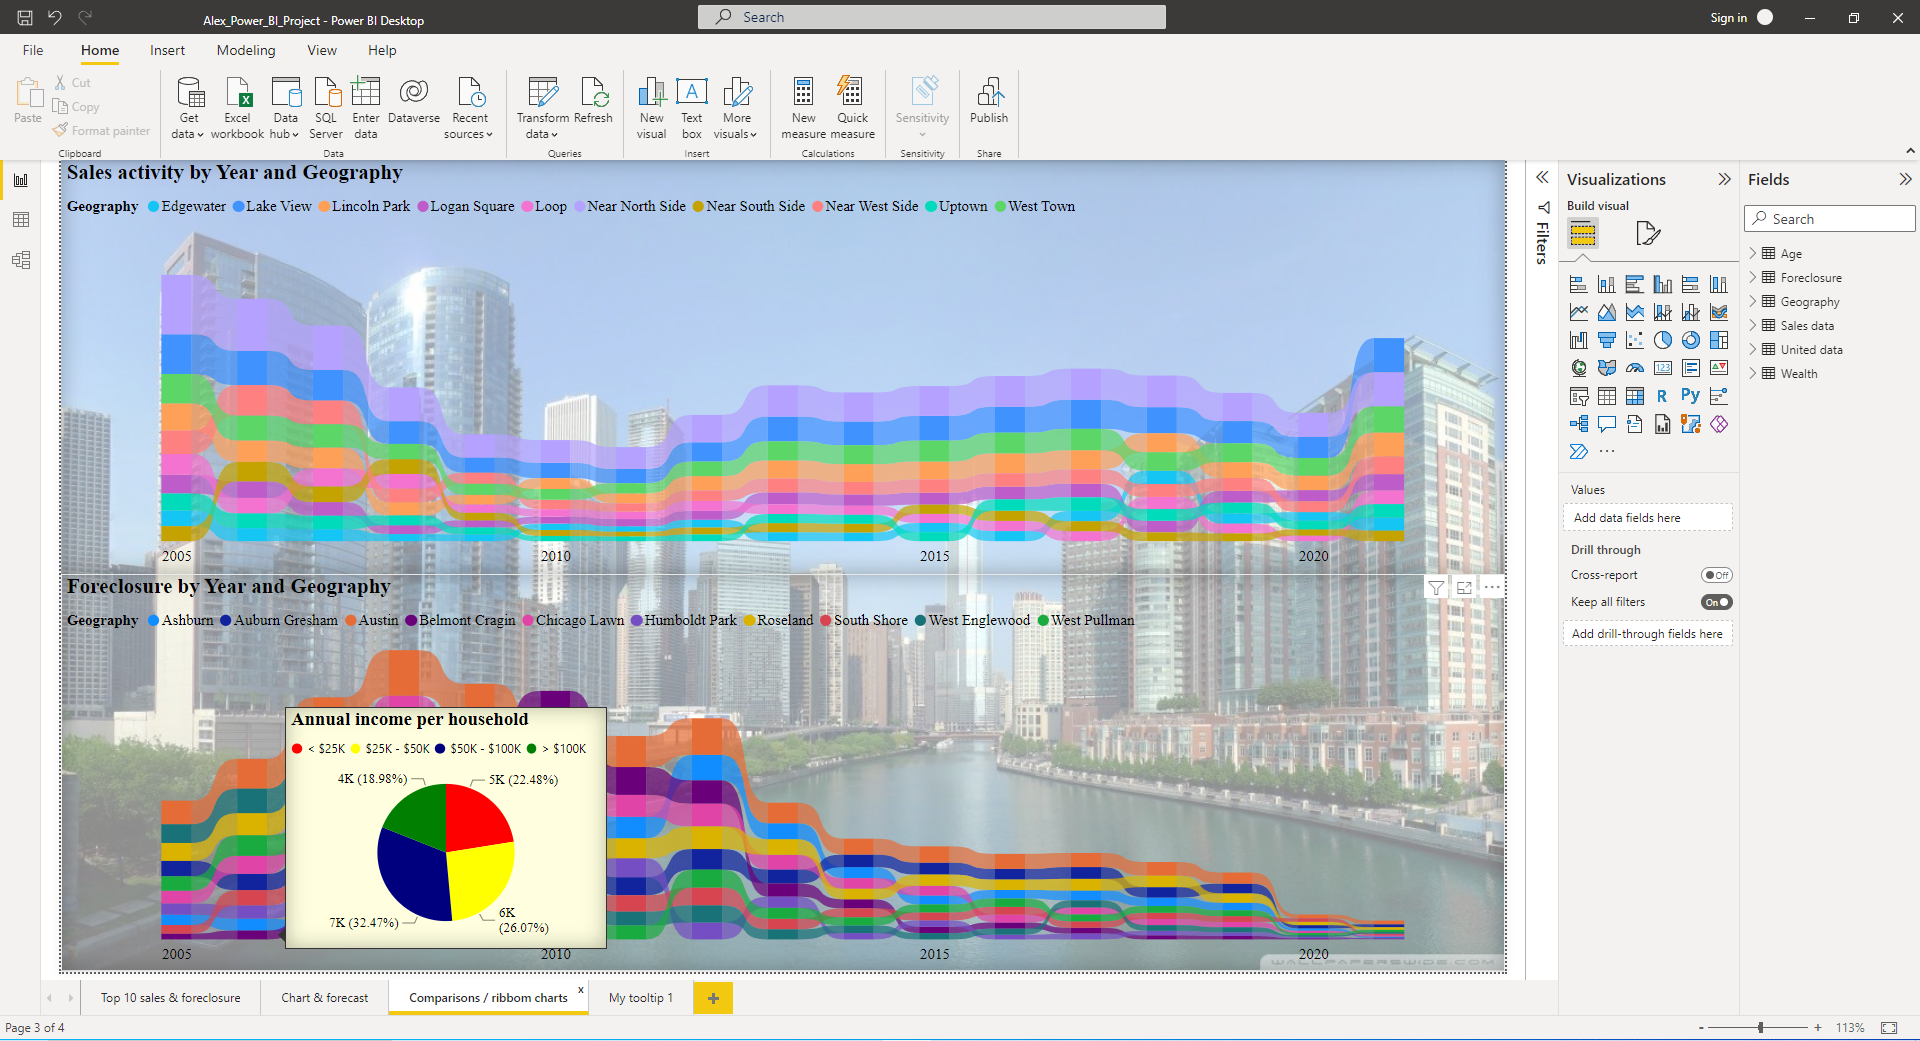 Alex_Power_BI_Project - Power BI Desktop
Search
Sign in
File Home Insert Modeling View Help
Paste
Cut
Copy
Format painter
Clipboard
Get data
Excel workbook
Data hub
SQL Server
Enter data
Dataverse
Recent sources
Data
Transform data
Refresh
Queries
New visual
Text box
More visuals
Insert
New measure
Quick measure
Calculations
Sensitivity
Sensitivity
Publish
Share
Sales activity by Year and Geography
Geography Edgewater Lake View Lincoln Park Logan Square Loop Near North Side Near South Side Near West Side Uptown West Town
2005 2010 2015 2020
Foreclosure by Year and Geography
Geography Ashburn Auburn Gresham Austin Belmont Cragin Chicago Lawn Humboldt Park Roseland South Shore West Englewood West Pullman
Annual income per household
< $25K $25K - $50K $50K - $100K > $100K
4K (18.98%) 5K (22.48%)
7K (32.47%) 6K
(26.07%)
2005 2010 2015 2020
WALLPAPERSWIDE.COM
Filters
Visualizations
Build visual
123
R Py
Values
Add data fields here
Drill through
Cross-report Off
Keep all filters On
Add drill-through fields here
Fields
Search
Age
Foreclosure
Geography
Sales data
United data
Wealth
Top 10 sales & foreclosure Chart & forecast Comparisons / ribbom charts x My tooltip 1 +
Page 3 of 4
- + 113%